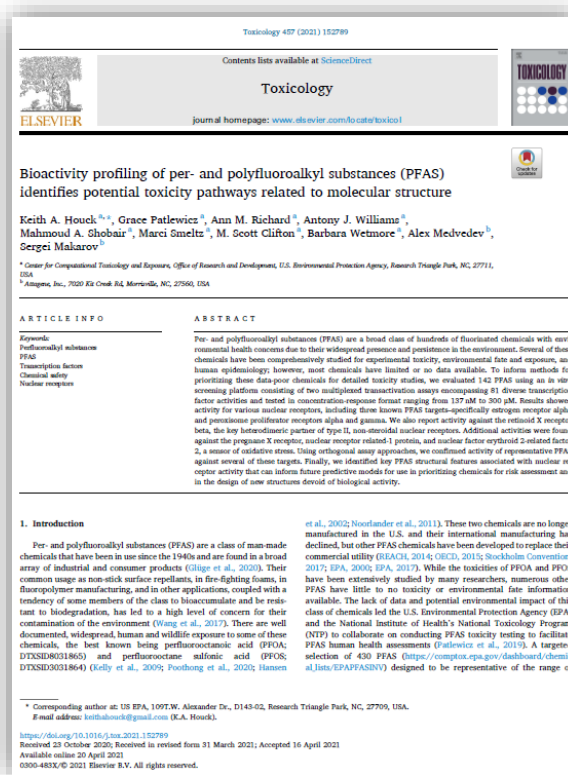 Toxicology 457 (2021) 152789
Contents lists available at ScienceDirect
Toxicology
journal homepage: www.elsevier.com/locate/toxicol
ELSEVIER
TOXICOLOGY
Check for
updates
Bioactivity profiling of per- and polyfluoroalkyl substances (PFAS)
identifies potential toxicity pathways related to molecular structure
Keith A. Houck a,*, Grace Patlewicz a, Ann M. Richard a, Antony J. Williams a,
Mahmoud A. Shobair a, Marci Smeltz a, M. Scott Clifton a, Barbara Wetmore a, Alex Medvedev b,
Sergei Makarov b
a Center for Computational Toxicology and Exposure, Office of Research and Development, U.S. Environmental Protection Agency, Research Triangle Park, NC, 27711,
USA
b Attagene, Inc., 7020 Kit Creek Rd, Morrisville, NC, 27560, USA
ARTICLE INFO
Keywords:
Perfluoroalkyl substances
PFAS
Transcription factors
Chemical safety
Nuclear receptors
ABSTRACT
Per- and polyfluoroalkyl substances (PFAS) are a broad class of hundreds of fluorinated chemicals with envi
ronmental health concerns due to their widespread presence and persistence in the environment. Several of thes
chemicals have been comprehensively studied for experimental toxicity, environmental fate and exposure, an
human epidemiology; however, most chemicals have limited or no data available. To inform methods fo
prioritizing these data-poor chemicals for detailed toxicity studies, we evaluated 142 PFAS using an in vitr
screening platform consisting of two multiplexed transactivation assays encompassing 81 diverse transcriptio
factor activities and tested in concentration-response format ranging from 137 nM to 300 μM. Results showe
activity for various nuclear receptors, including three known PFAS targets–specifically estrogen receptor alph
and peroxisome proliferator receptors alpha and gamma. We also report activity against the retinoid X recepto
beta, the key heterodimeric partner of type II, non-steroidal nuclear receptors. Additional activities were foun
against the pregnane X receptor, nuclear receptor related-1 protein, and nuclear factor erythroid 2-related facto
2, a sensor of oxidative stress. Using orthogonal assay approaches, we confirmed activity of representative PFA
against several of these targets. Finally, we identified key PFAS structural features associated with nuclear re
ceptor activity that can inform future predictive models for use in prioritizing chemicals for risk assessment an
in the design of new structures devoid of biological activity.
1. Introduction
Per- and polyfluoroalkyl substances (PFAS) are a class of man-made
chemicals that have been in use since the 1940s and are found in a broad
array of industrial and consumer products (Glüge et al., 2020). Their
common usage as non-stick surface repellants, in fire-fighting foams, in
fluoropolymer manufacturing, and in other applications, coupled with a
tendency of some members of the class to bioaccumulate and be resis-
tant to biodegradation, has led to a high level of concern for their
contamination of the environment (Wang et al., 2017). There are well
documented, widespread, human and wildlife exposure to some of these
chemicals, the best known being perfluorooctanoic acid (PFOA;
DTXSID8031865) and perfluorooctane sulfonic acid (PFOS;
DTXSID3031864) (Kelly et al., 2009; Poothong et al., 2020; Hansen
et al., 2002; Noorlander et al., 2011). These two chemicals are no longe
manufactured in the U.S. and their international manufacturing ha
declined, but other PFAS chemicals have been developed to replace thei
commercial utility (REACH, 2014; OECD, 2015; Stockholm Convention
2017; EPA, 2000; EPA, 2017). While the toxicities of PFOA and PFO
have been extensively studied by many researchers, numerous othe
PFAS have little to no toxicity or environmental fate information
available. The lack of data and potential environmental impact of thi
class of chemicals led the U.S. Environmental Protection Agency (EPA
and the National Institute of Health's National Toxicology Program
(NTP) to collaborate on conducting PFAS toxicity testing to facilitat
PFAS human health assessments (Patlewicz et al., 2019). A targete
selection of 430 PFAS (https://comptox.epa.gov/dashboard/chemic
al_lists/EPAPFASINV) designed to be representative of the range o
* Corresponding author at: US EPA, 109T.W. Alexander Dr., D143-02, Research Triangle Park, NC, 27709, USA.
E-mail address: keithahouck@gmail.com (K.A. Houck).
https://doi.org/10.1016/j.tox.2021.152789
Received 23 October 2020; Received in revised form 31 March 2021; Accepted 16 April 2021
Available online 20 April 2021
0300-483X/© 2021 Elsevier B.V. All rights reserved.